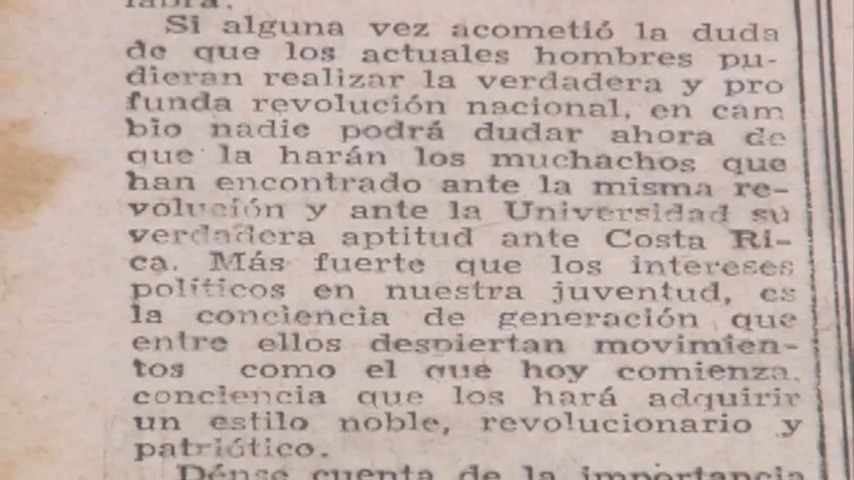 labra.
Si alguna vez acometió la duda
de que los actuales hombres pu-
dieran realizar la verdadera y pro
funda revolución nacional, en cam
bio nadie podrá dudar ahora de
que la harán los muchachos que
han encontrado ante la misma re-
volución y ante la Universidad su
verdadera aptitud ante Costa Ri-
ca. Más fuerte que los intereses
políticos en nuestra juventud, es
la conciencia de generación que
entre ellos despiertan movimien-
tos como el que hoy comienza,
conciencia que los hará adquirir
un estilo noble, revolucionario y
patriótico.
Dénse cuenta de la importancia